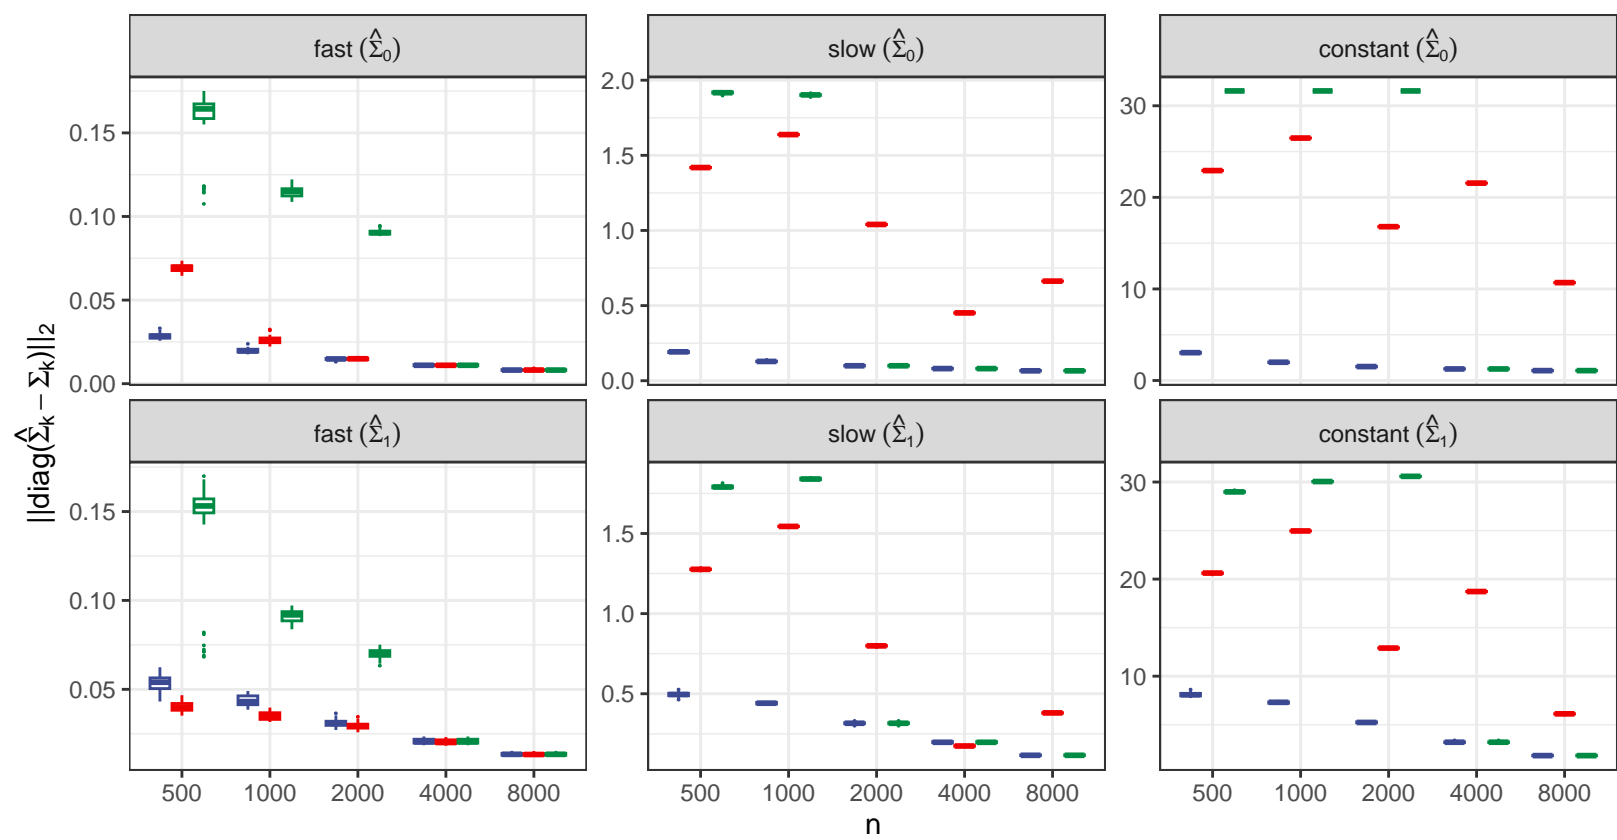 fast (Σ̂₀)
slow (Σ̂₀)
constant (Σ̂₀)
0.15
0.10
0.05
0.00
2.0
1.5
1.0
0.5
0.0
30
20
10
0
fast (Σ̂₁)
slow (Σ̂₁)
constant (Σ̂₁)
0.15
0.10
0.05
1.5
1.0
0.5
30
20
10
500 1000 2000 4000 8000
500 1000 2000 4000 8000
500 1000 2000 4000 8000
n
||diag(Σ̂ₖ − Σₖ)||₂